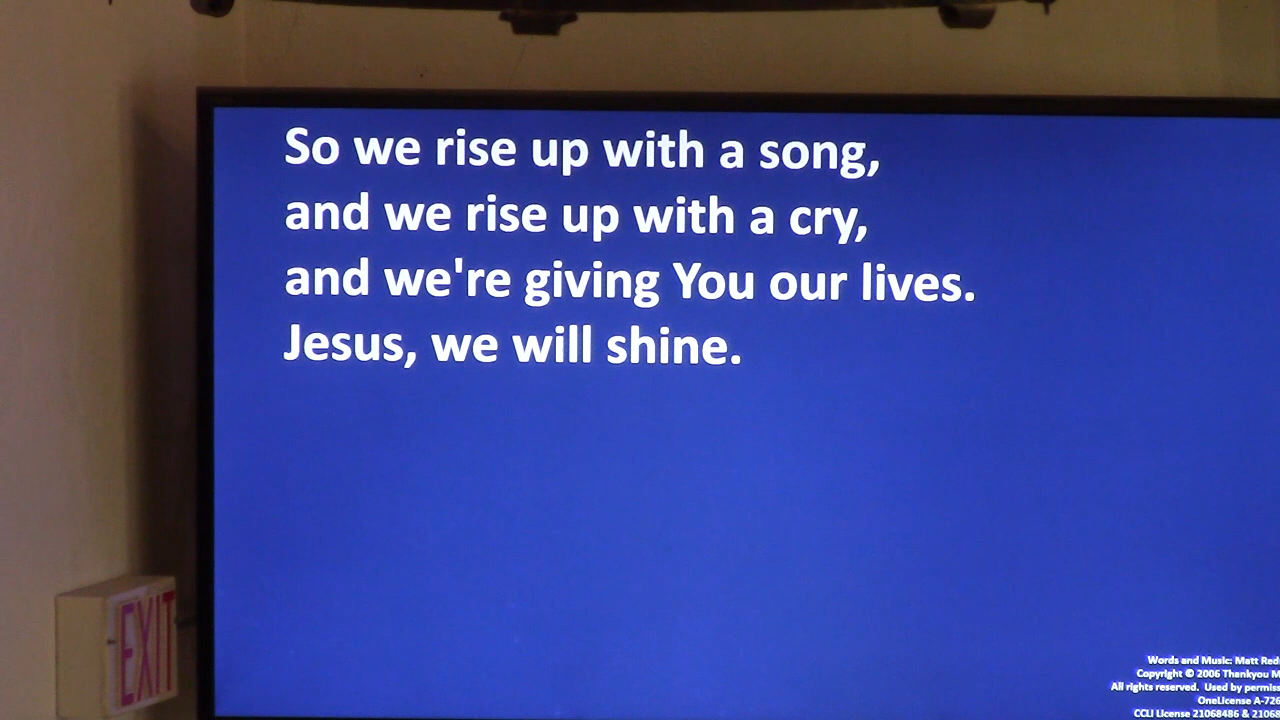 So we rise up with a song,
and we rise up with a cry,
and we're giving You our lives.
Jesus, we will shine.
EXIT
Words and Music: Matt
Copyright © 2006 Thankyou
All rights reserved. Used by
OneLicense
CCLI License 21068486 &